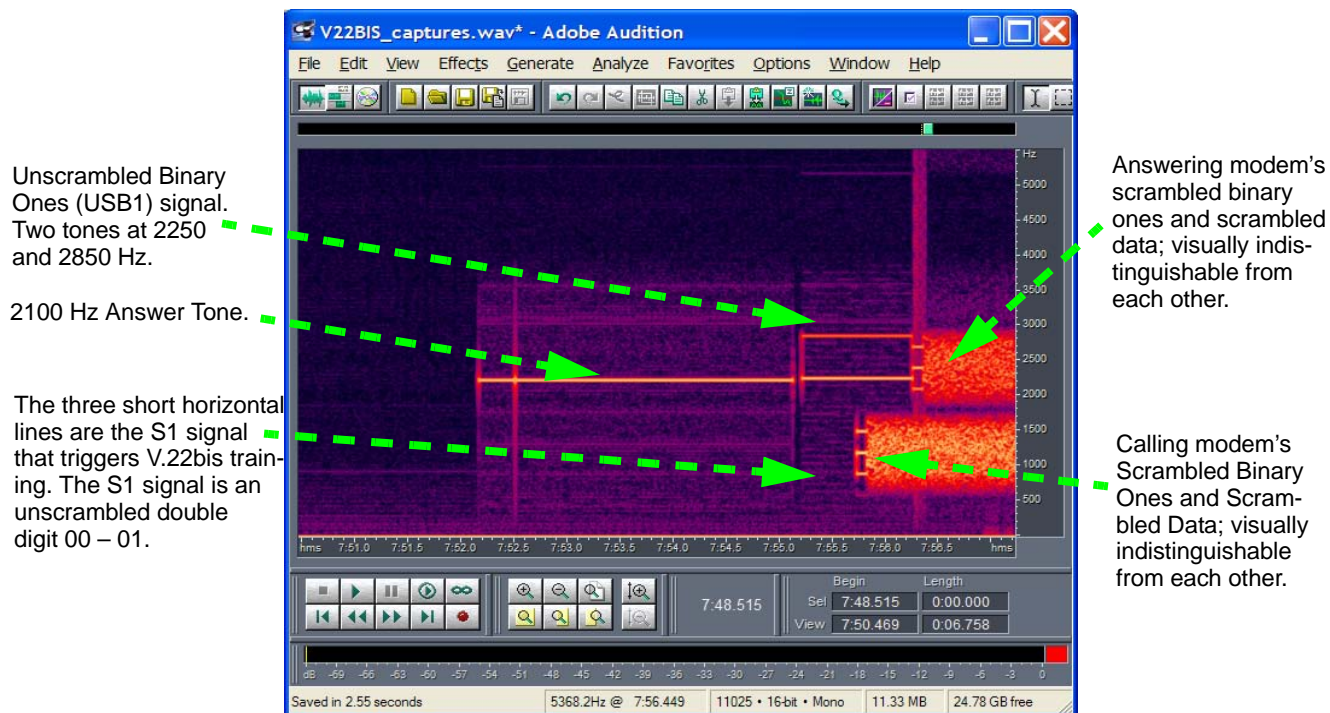 V22BIS_captures.wav* - Adobe Audition
File Edit View Effects Generate Analyze Favorites Options Window Help
Unscrambled Binary
Ones (USB1) signal.
Two tones at 2250
and 2850 Hz.
2100 Hz Answer Tone.
The three short horizontal
lines are the S1 signal
that triggers V.22bis train-
ing. The S1 signal is an
unscrambled double
digit 00 – 01.
Hz
5000
4500
4000
3500
3000
2500
2000
1500
1000
500
hms 7:51.0 7:51.5 7:52.0 7:52.5 7:53.0 7:53.5 7:54.0 7:54.5 7:55.0 7:55.5 7:56.0 7:56.5 hms
Answering modem’s
scrambled binary
ones and scrambled
data; visually indis-
tinguishable from
each other.
Calling modem’s
Scrambled Binary
Ones and Scram-
bled Data; visually
indistinguishable
from each other.
7:48.515
Begin Length
Sel 7:48.515 0:00.000
View 7:50.469 0:06.758
dB -69 -66 -63 -60 -57 -54 -51 -48 -45 -42 -39 -36 -33 -30 -27 -24 -21 -18 -15 -12 -9 -6 -3 0
Saved in 2.55 seconds 5368.2Hz @ 7:56.449 11025 • 16-bit • Mono 11.33 MB 24.78 GB free